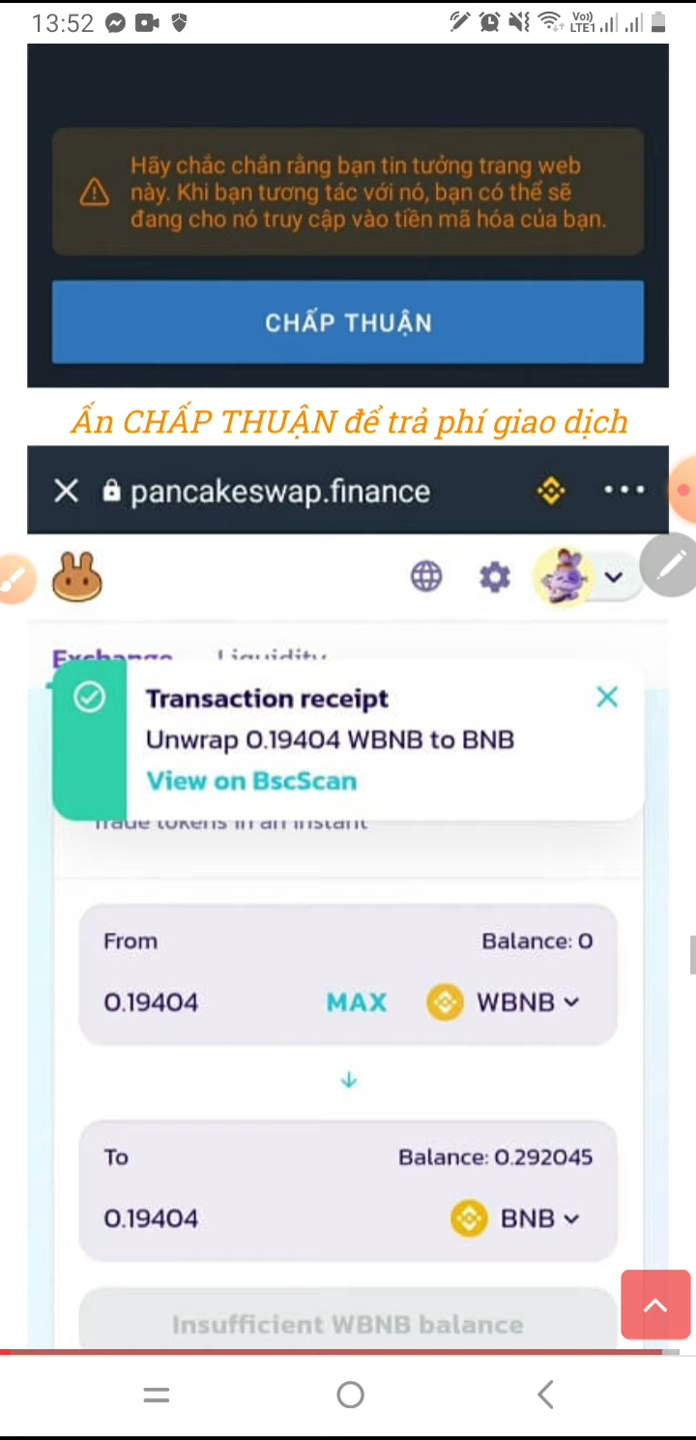 13:52
Vo))
LTE1
Hãy chắc chắn rằng bạn tin tưởng trang web
này. Khi bạn tương tác với nó, bạn có thể sẽ
đang cho nó truy cập vào tiền mã hóa của bạn.
CHẤP THUẬN
Ấn CHẤP THUẬN để trả phí giao dịch
pancakeswap.finance
Exchange Liquidity
Transaction receipt
Unwrap 0.19404 WBNB to BNB
View on BscScan
Trade tokens in an instant
From Balance: 0
0.19404 MAX WBNB
To Balance: 0.292045
0.19404 BNB
Insufficient WBNB balance